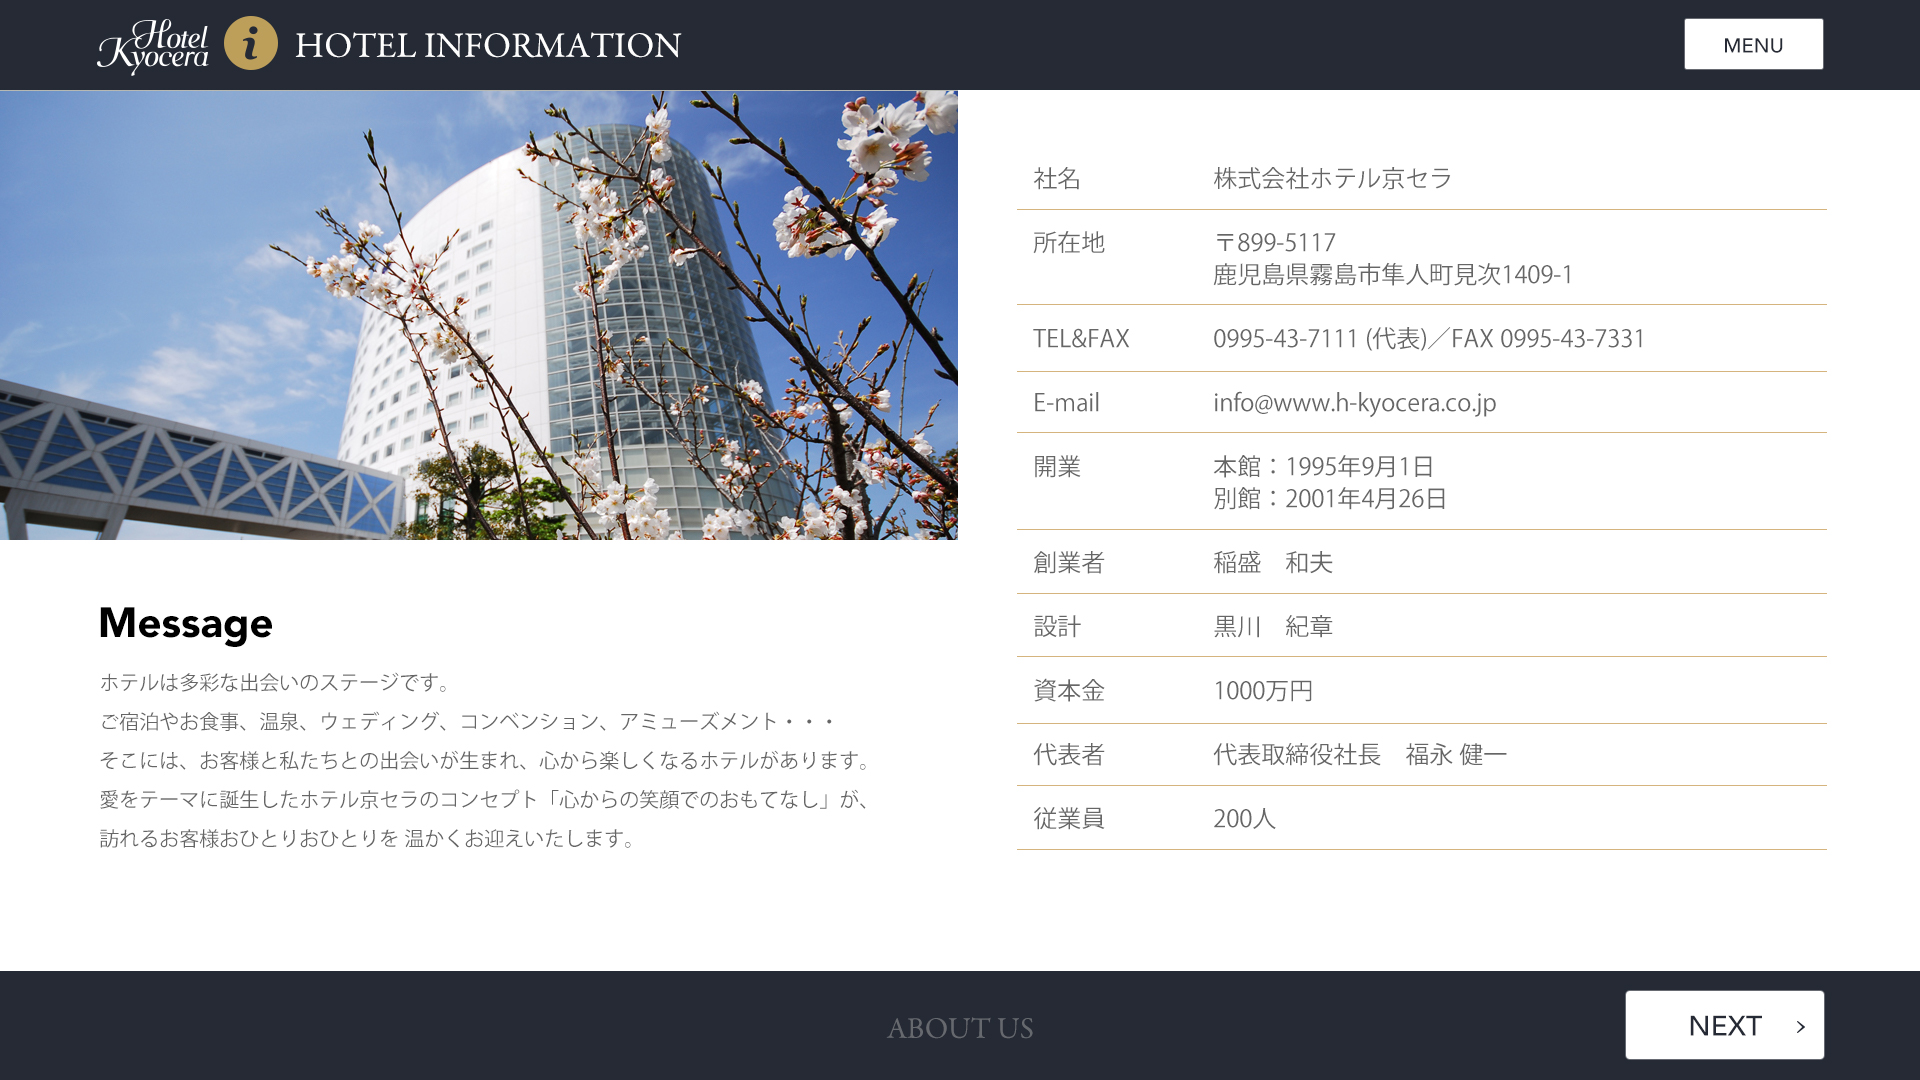 Hotel
Kyocera
i HOTEL INFORMATION
MENU
社名 株式会社ホテル京セラ
所在地 〒899-5117
鹿児島県霧島市隼人町見次1409-1
TEL&FAX 0995-43-7111 (代表)／FAX 0995-43-7331
E-mail info@www.h-kyocera.co.jp
開業 本館：1995年9月1日
別館：2001年4月26日
創業者 稲盛　和夫
設計 黒川　紀章
資本金 1000万円
代表者 代表取締役社長　福永 健一
従業員 200人
Message
ホテルは多彩な出会いのステージです。
ご宿泊やお食事、温泉、ウェディング、コンベンション、アミューズメント・・・
そこには、お客様と私たちとの出会いが生まれ、心から楽しくなるホテルがあります。
愛をテーマに誕生したホテル京セラのコンセプト「心からの笑顔でのおもてなし」が、
訪れるお客様おひとりおひとりを 温かくお迎えいたします。
ABOUT US
NEXT >